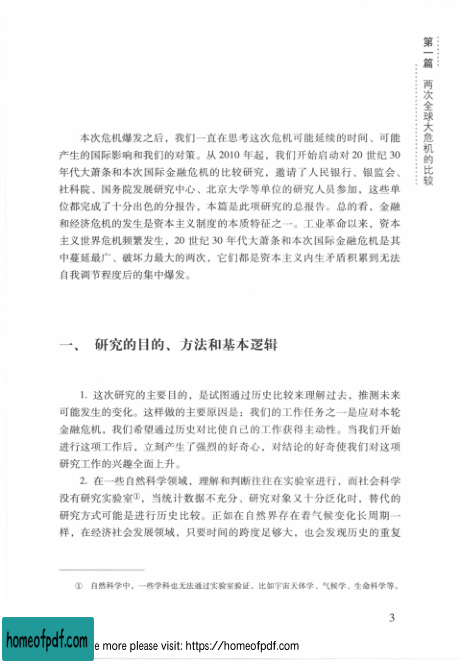 第一篇 两次全球大危机的比较
本次危机爆发之后，我们一直在思考这次危机可能延续的时间、可能
产生的国际影响和我们的对策。从 2010 年起，我们开始启动对 20 世纪 30
年代大萧条和本次国际金融危机的比较研究，邀请了人民银行、银监会、
社科院、国务院发展研究中心、北京大学等单位的研究人员参加，这些单
位都完成了十分出色的分报告，本篇是此项研究的总报告。总的看，金融
和经济危机的发生是资本主义制度的本质特征之一。工业革命以来，资本
主义世界危机频繁发生，20 世纪 30 年代大萧条和本次国际金融危机是其
中蔓延最广、破坏力最大的两次，它们都是资本主义内生矛盾积累到无法
自我调节程度后的集中爆发。
一、 研究的目的、方法和基本逻辑
1. 这次研究的主要目的，是试图通过历史比较来理解过去，推测未来
可能发生的变化。这样做的主要原因是：我们的工作任务之一是应对本轮
金融危机，我们希望通过历史对比使自己的工作获得主动性。当我们开始
进行这项工作后，立刻产生了强烈的好奇心，对结论的好奇使我们对这项
研究工作的兴趣全面上升。
2. 在一些自然科学领域，理解和判断往往在实验室进行，而社会科学
没有研究实验室①，当统计数据不充分、研究对象又十分泛化时，替代的
研究方式可能是进行历史比较。正如在自然界存在着气候变化长周期一
样，在经济社会发展领域，只要时间的跨度足够大，也会发现历史的重复
① 自然科学中，一些学科也无法通过实验室验证，比如宇宙天体学、气候学、生命科学等。
3
homeofpdf.com
e more please visit: https://homeofpdf.com